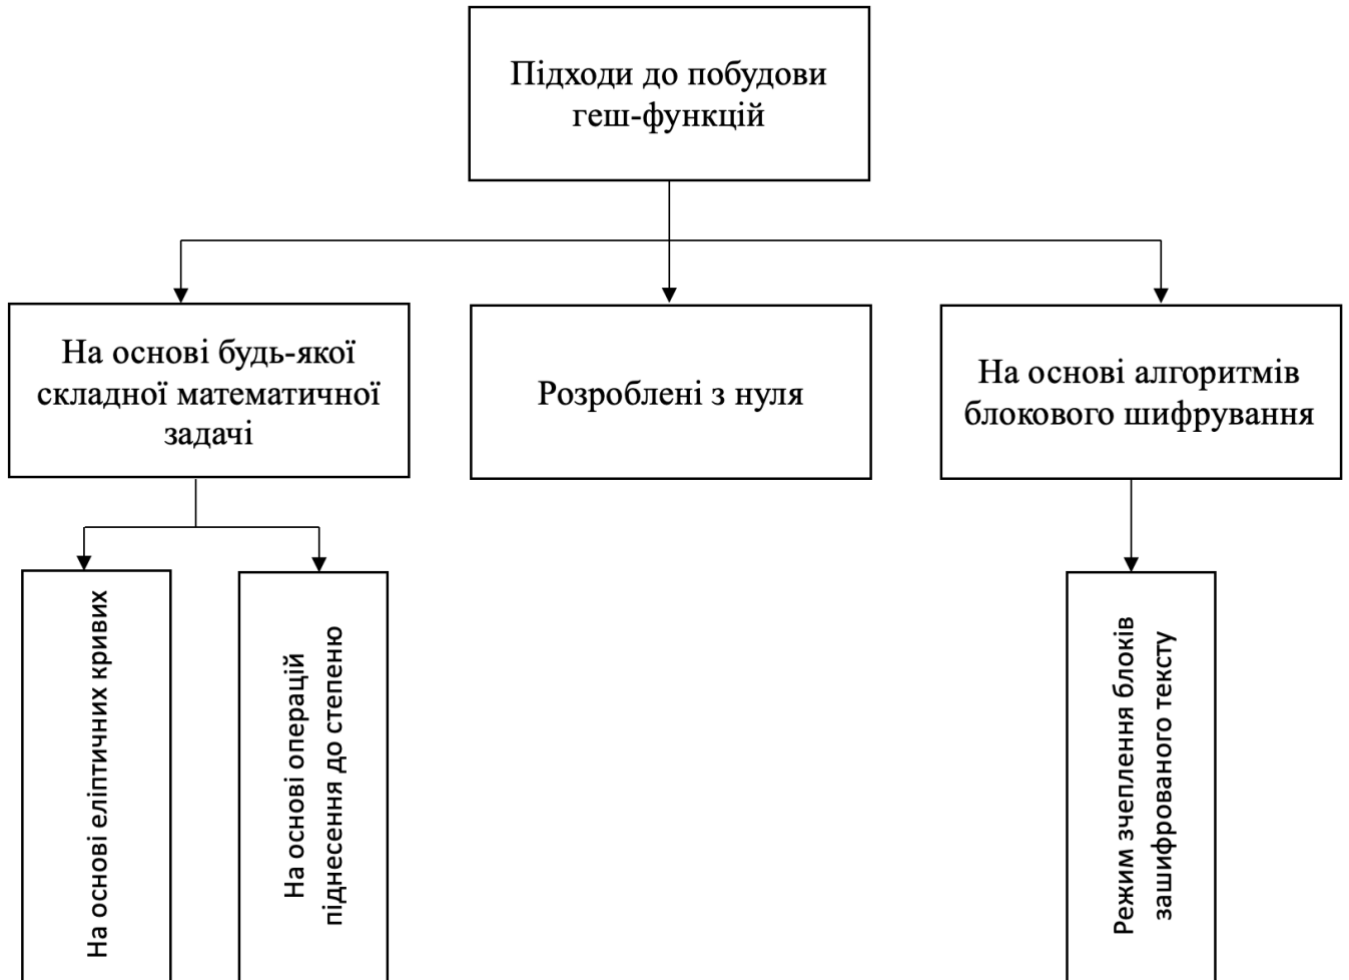 Підходи до побудови
геш-функцій
На основі будь-якої
складної математичної
задачі
Розроблені з нуля
На основі алгоритмів
блокового шифрування
На основі еліптичних кривих
На основі операцій
піднесення до степеню
Режим зчеплення блоків
зашифрованого тексту